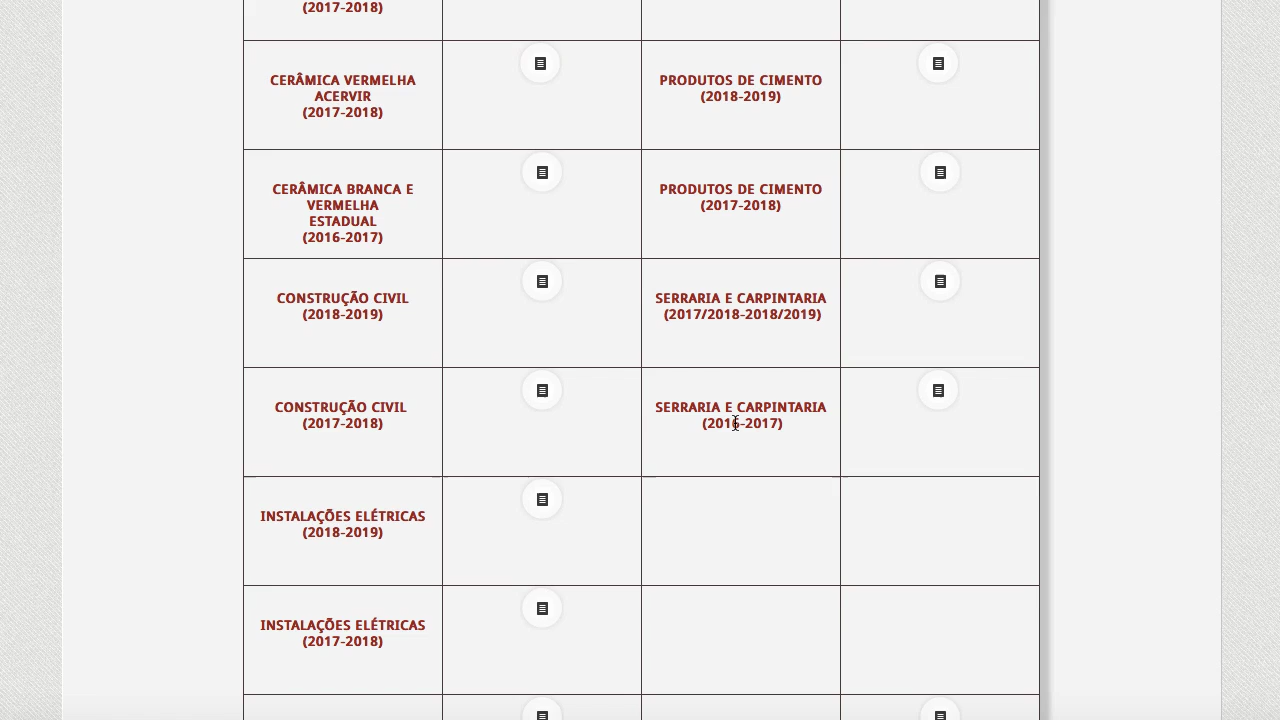 (2017-2018)
CERÂMICA VERMELHA
ACERVIR
(2017-2018)
PRODUTOS DE CIMENTO
(2018-2019)
CERÂMICA BRANCA E
VERMELHA
ESTADUAL
(2016-2017)
PRODUTOS DE CIMENTO
(2017-2018)
CONSTRUÇÃO CIVIL
(2018-2019)
SERRARIA E CARPINTARIA
(2017/2018-2018/2019)
CONSTRUÇÃO CIVIL
(2017-2018)
SERRARIA E CARPINTARIA
(2016-2017)
INSTALAÇÕES ELÉTRICAS
(2018-2019)
INSTALAÇÕES ELÉTRICAS
(2017-2018)